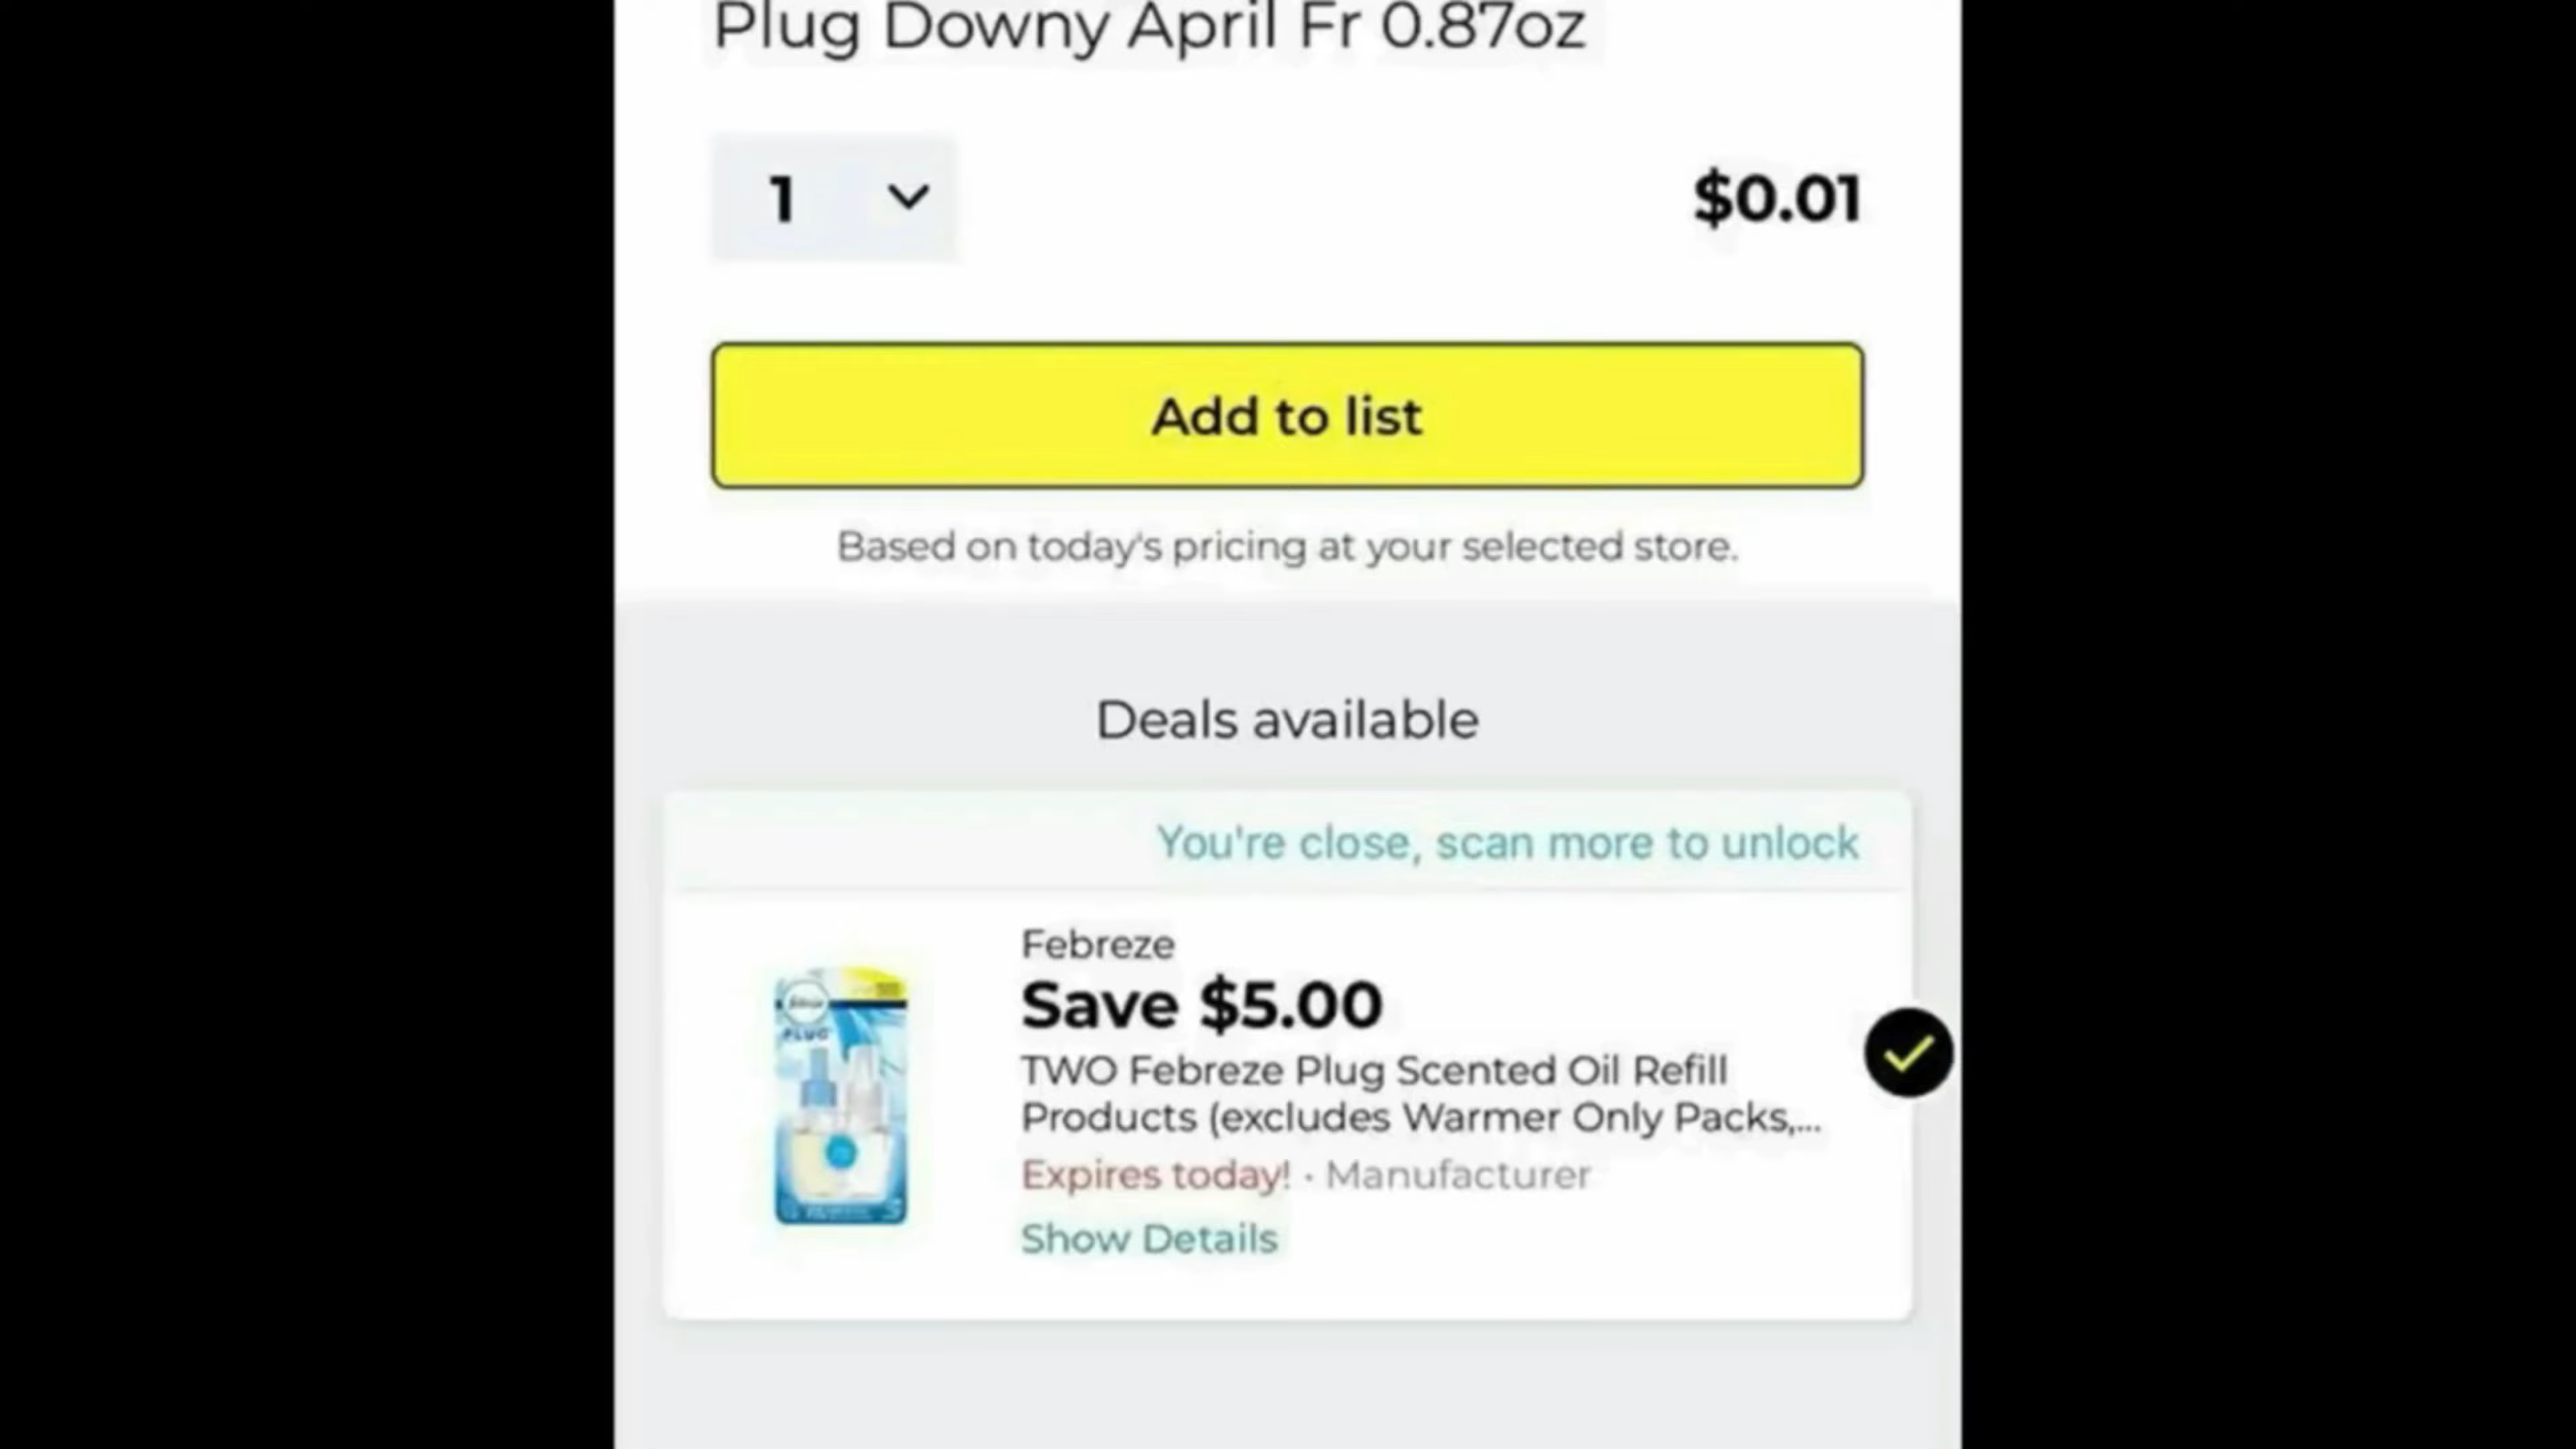 Plug Downy April Fr 0.87oz
1
$0.01
Add to list
Based on today's pricing at your selected store.
Deals available
You're close, scan more to unlock
Febreze
Save $5.00
TWO Febreze Plug Scented Oil Refill
Products (excludes Warmer Only Packs,...
Expires today! · Manufacturer
Show Details
febreze
PLUG